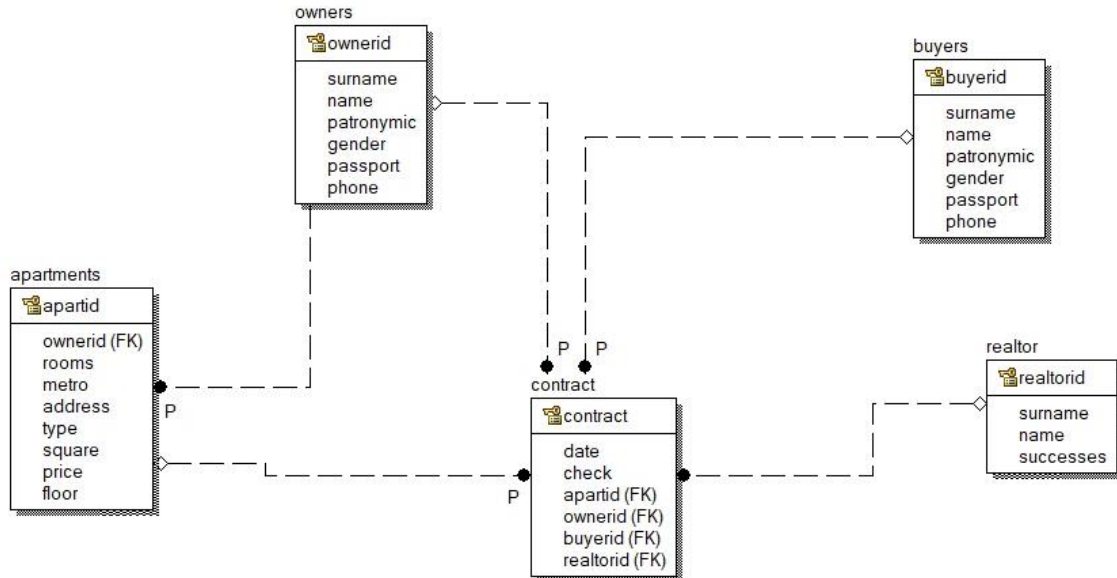 owners
ownerid
surname
name
patronymic
gender
passport
phone
buyers
buyerid
surname
name
patronymic
gender
passport
phone
apartments
apartid
ownerid (FK)
rooms
metro
address
type
square
price
floor
P
P
P
P
contract
contract
date
check
apartid (FK)
ownerid (FK)
buyerid (FK)
realtorid (FK)
realtor
realtorid
surname
name
successes